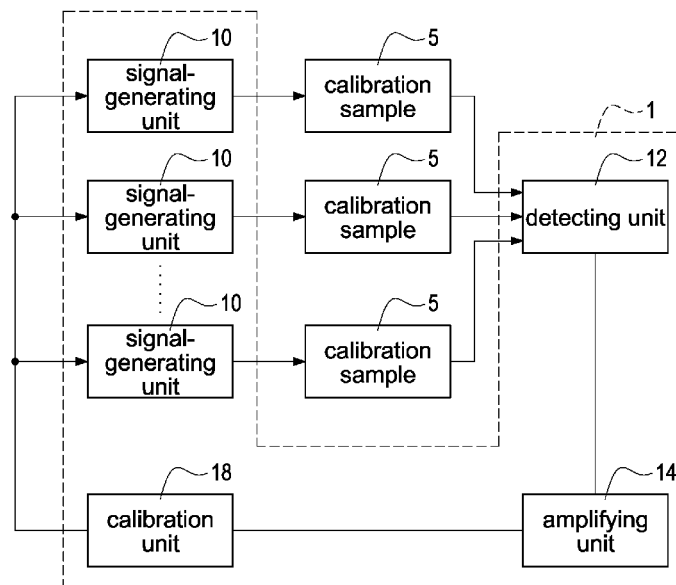 10
signal-
generating
unit
5
calibration
sample
1
10
signal-
generating
unit
5
calibration
sample
12
detecting unit
10
signal-
generating
unit
5
calibration
sample
18
calibration
unit
14
amplifying
unit